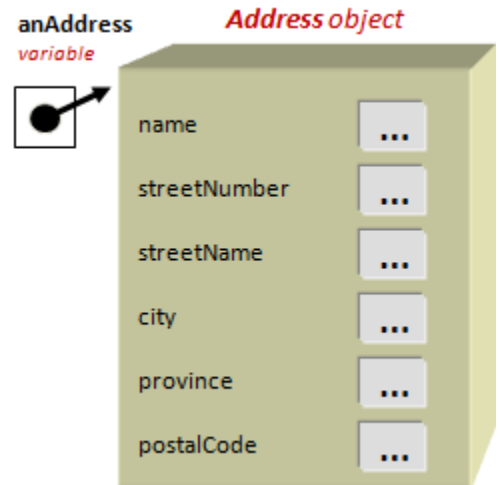 anAddress
variable
Address object
name ...
streetNumber ...
streetName ...
city ...
province ...
postalCode ...